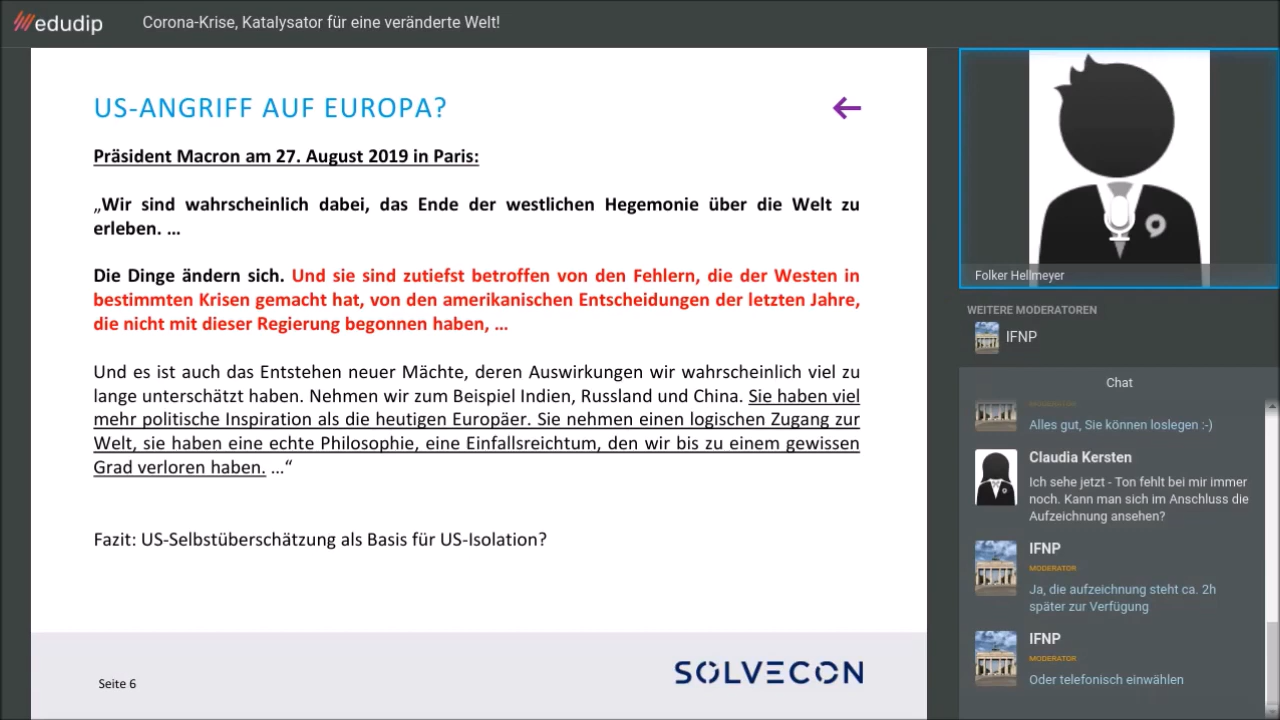 edudip
Corona-Krise, Katalysator für eine veränderte Welt!
US-ANGRIFF AUF EUROPA?
Präsident Macron am 27. August 2019 in Paris:
„Wir sind wahrscheinlich dabei, das Ende der westlichen Hegemonie über die Welt zu
erleben. ...
Die Dinge ändern sich. Und sie sind zutiefst betroffen von den Fehlern, die der Westen in
bestimmten Krisen gemacht hat, von den amerikanischen Entscheidungen der letzten Jahre,
die nicht mit dieser Regierung begonnen haben, ...
Und es ist auch das Entstehen neuer Mächte, deren Auswirkungen wir wahrscheinlich viel zu
lange unterschätzt haben. Nehmen wir zum Beispiel Indien, Russland und China. Sie haben viel
mehr politische Inspiration als die heutigen Europäer. Sie nehmen einen logischen Zugang zur
Welt, sie haben eine echte Philosophie, eine Einfallsreichtum, den wir bis zu einem gewissen
Grad verloren haben. ...“
Fazit: US-Selbstüberschätzung als Basis für US-Isolation?
Seite 6
SOLVECON
Folker Hellmeyer
WEITERE MODERATOREN
IFNP
Chat
MODERATOR
Alles gut, Sie können loslegen :-)
Claudia Kersten
Ich sehe jetzt - Ton fehlt bei mir immer
noch. Kann man sich im Anschluss die
Aufzeichnung ansehen?
IFNP
MODERATOR
Ja, die aufzeichnung steht ca. 2h
später zur Verfügung
IFNP
MODERATOR
Oder telefonisch einwählen